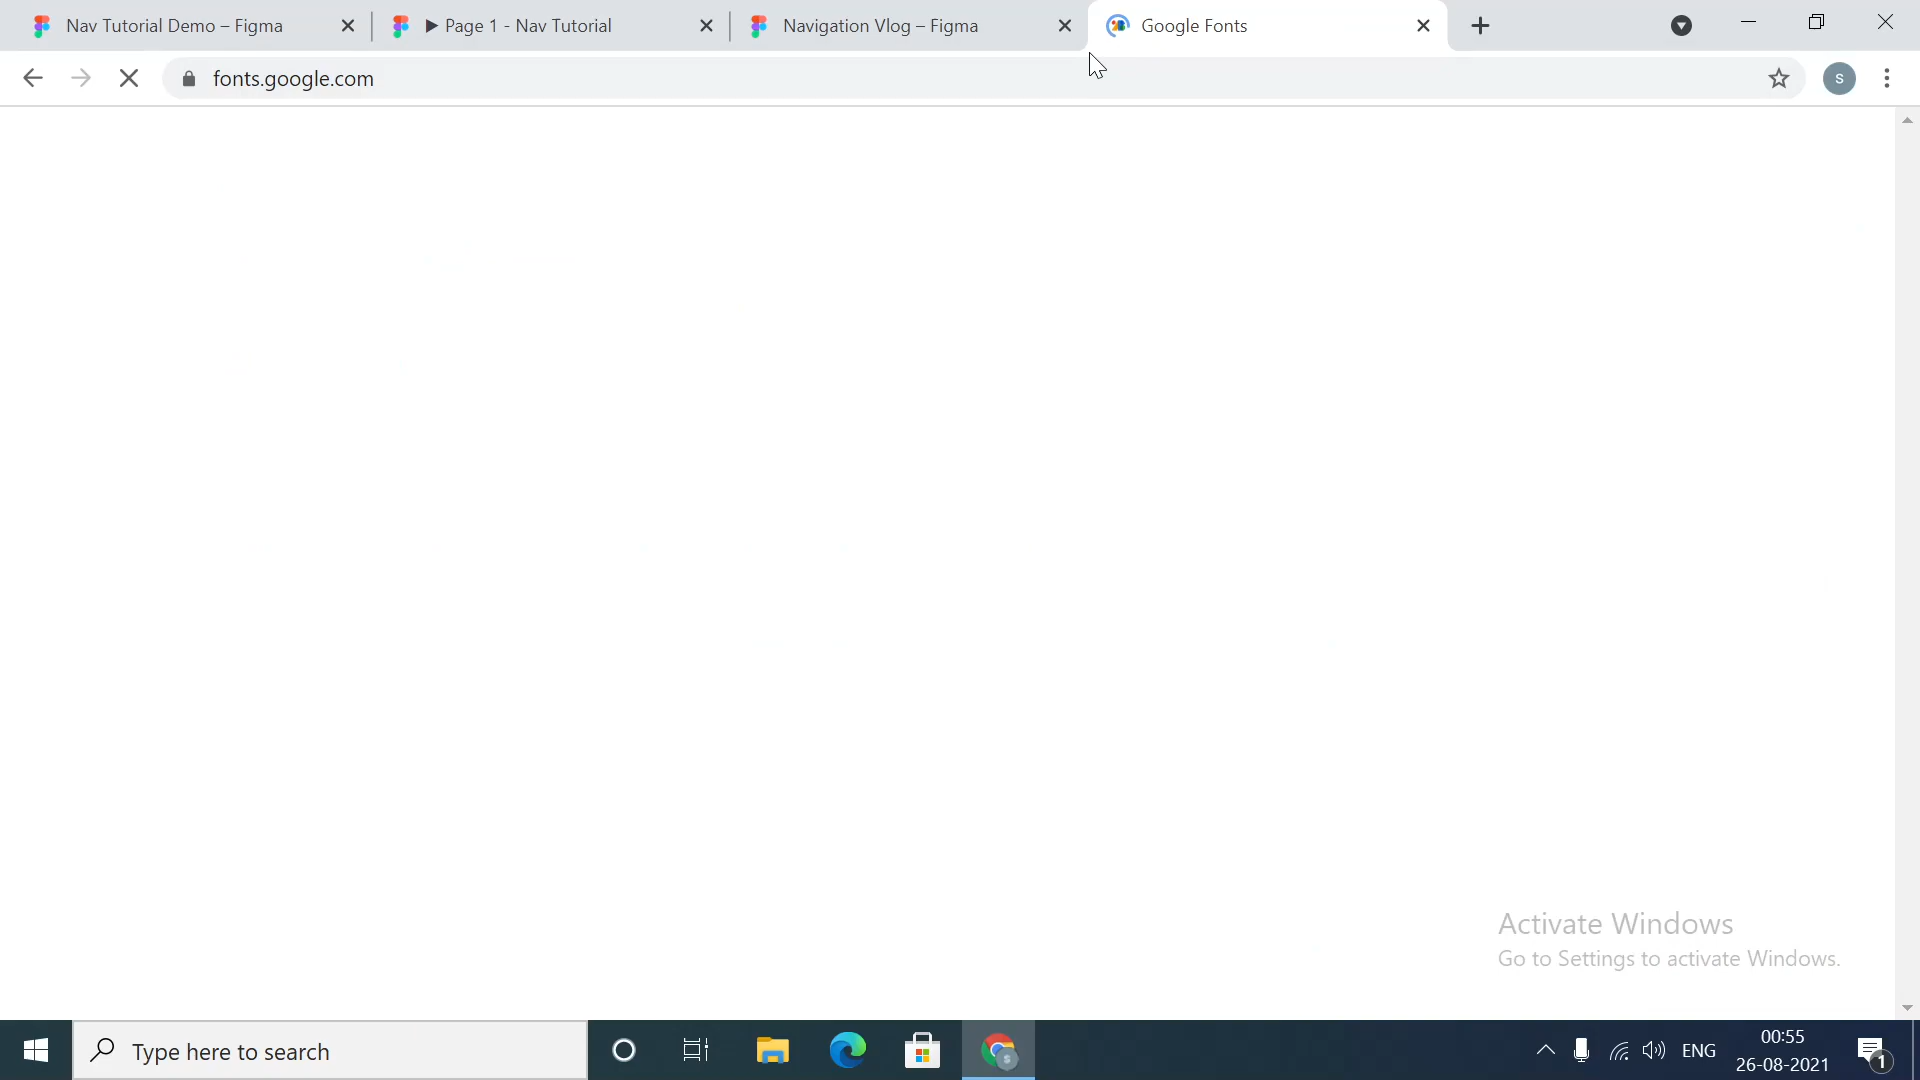 Nav Tutorial Demo – Figma
▶ Page 1 - Nav Tutorial
Navigation Vlog – Figma
Google Fonts
fonts.google.com
s
Activate Windows
Go to Settings to activate Windows.
Type here to search
s
ENG
00:55
26-08-2021
1